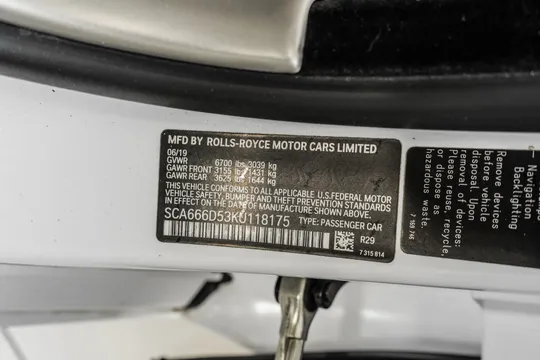 MFD BY ROLLS-ROYCE MOTOR CARS LIMITED
06/19
GVWR 6700 lbs 3039 kg
GAWR FRONT 3155 lbs 1431 kg
GAWR REAR 3625 lbs 1644 kg
THIS VEHICLE CONFORMS TO ALL APPLICABLE U.S. FEDERAL MOTOR
VEHICLE SAFETY, BUMPER AND THEFT PREVENTION STANDARDS
IN EFFECT ON THE DATE OF MANUFACTURE SHOWN ABOVE.
SCA666D53KU118175 TYPE: PASSENGER CAR
R29
7 315 814
- Navigation
Backlighting
Remove devices
before vehicle
disposal. Upon
removal of devices
please reuse, recycle,
or dispose as
hazardous waste.
7 169 746